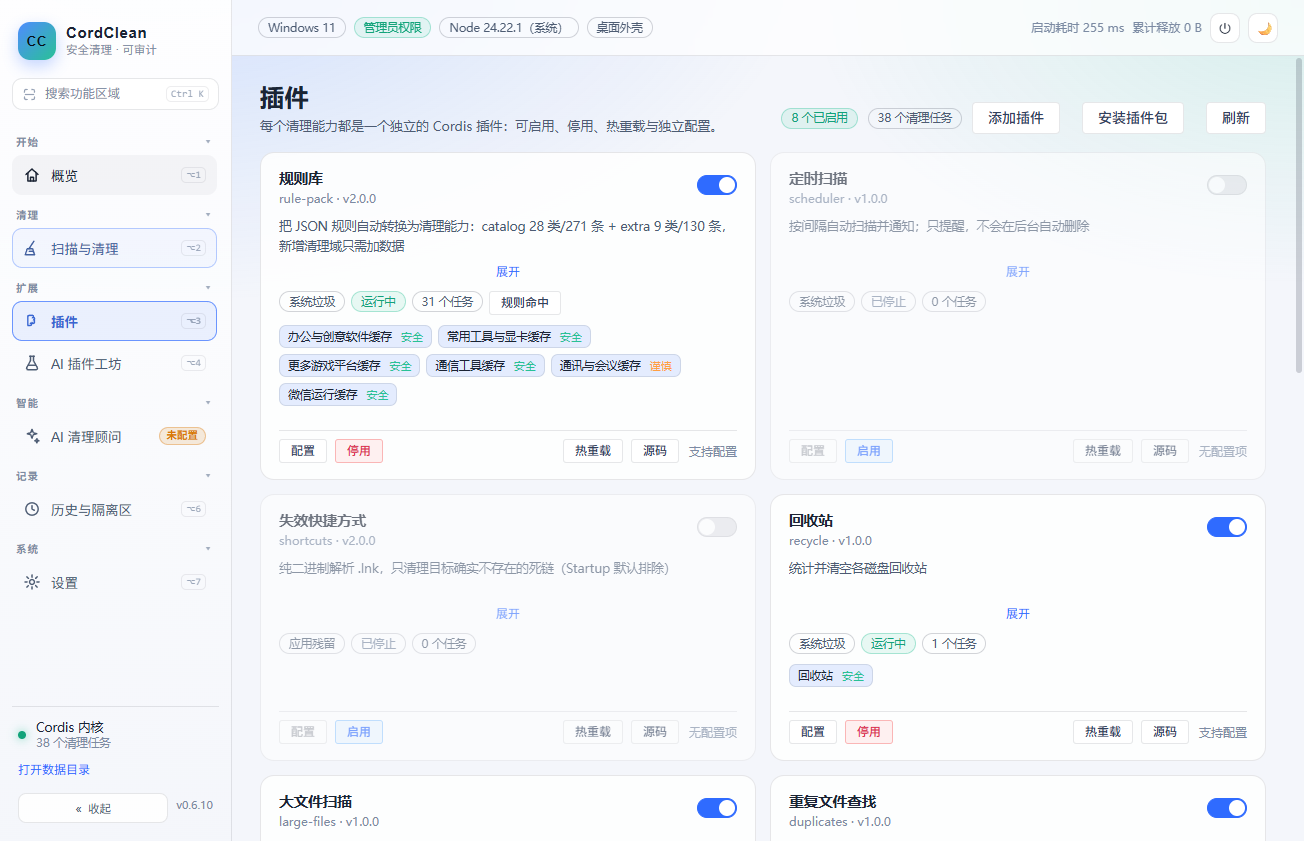 CC
CordClean
安全清理 · 可审计
搜索功能区域 Ctrl K
开始
概览 ⌥1
清理
扫描与清理 ⌥2
扩展
插件 ⌥3
AI 插件工坊 ⌥4
智能
AI 清理顾问 未配置
记录
历史与隔离区 ⌥6
系统
设置 ⌥7
Cordis 内核
38 个清理任务
打开数据目录
« 收起 v0.6.10
Windows 11 管理员权限 Node 24.22.1（系统） 桌面外壳 启动耗时 255 ms 累计释放 0 B
插件
每个清理能力都是一个独立的 Cordis 插件：可启用、停用、热重载与独立配置。
8 个已启用 38 个清理任务 添加插件 安装插件包 刷新
规则库
rule-pack · v2.0.0
把 JSON 规则自动转换为清理能力：catalog 28 类/271 条 + extra 9 类/130 条，
新增清理域只需加数据
展开
系统垃圾 运行中 31 个任务 规则命中
办公与创意软件缓存 安全 常用工具与显卡缓存 安全
更多游戏平台缓存 安全 通信工具缓存 安全 通讯与会议缓存 谨慎
微信运行缓存 安全
配置 停用 热重载 源码 支持配置
定时扫描
scheduler · v1.0.0
按间隔自动扫描并通知；只提醒，不会在后台自动删除
展开
系统垃圾 已停止 0 个任务
配置 启用 热重载 源码 无配置项
失效快捷方式
shortcuts · v2.0.0
纯二进制解析 .lnk，只清理目标确实不存在的死链（Startup 默认排除）
展开
应用残留 已停止 0 个任务
配置 启用 热重载 源码 无配置项
回收站
recycle · v1.0.0
统计并清空各磁盘回收站
展开
系统垃圾 运行中 1 个任务
回收站 安全
配置 停用 热重载 源码 支持配置
大文件扫描
large-files · v1.0.0
重复文件查找
duplicates · v1.0.0